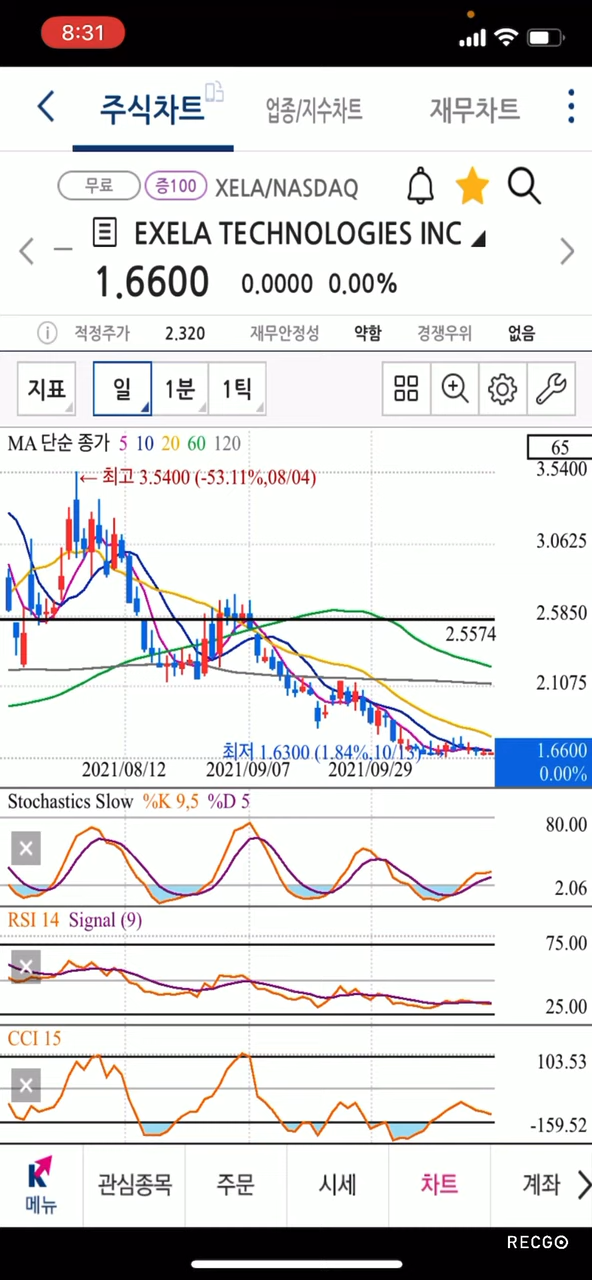 8:31
주식차트 업종/지수차트 재무차트
무료 증100 XELA/NASDAQ
EXELA TECHNOLOGIES INC
1.6600 0.0000 0.00%
적정주가 2.320 재무안정성 약함 경쟁우위 없음
지표 일 1분 1틱
MA 단순 종가 5 10 20 60 120
65
3.5400
← 최고 3.5400 (-53.11%,08/04)
3.0625
2.5850
2.5574
2.1075
최저 1.6300 (1.84%,10/13)→
1.6600
0.00%
2021/08/12 2021/09/07 2021/09/29
Stochastics Slow %K 9,5 %D 5
80.00
2.06
RSI 14 Signal (9)
75.00
25.00
CCI 15
103.53
-159.52
K
메뉴 관심종목 주문 시세 차트 계좌
RECGO